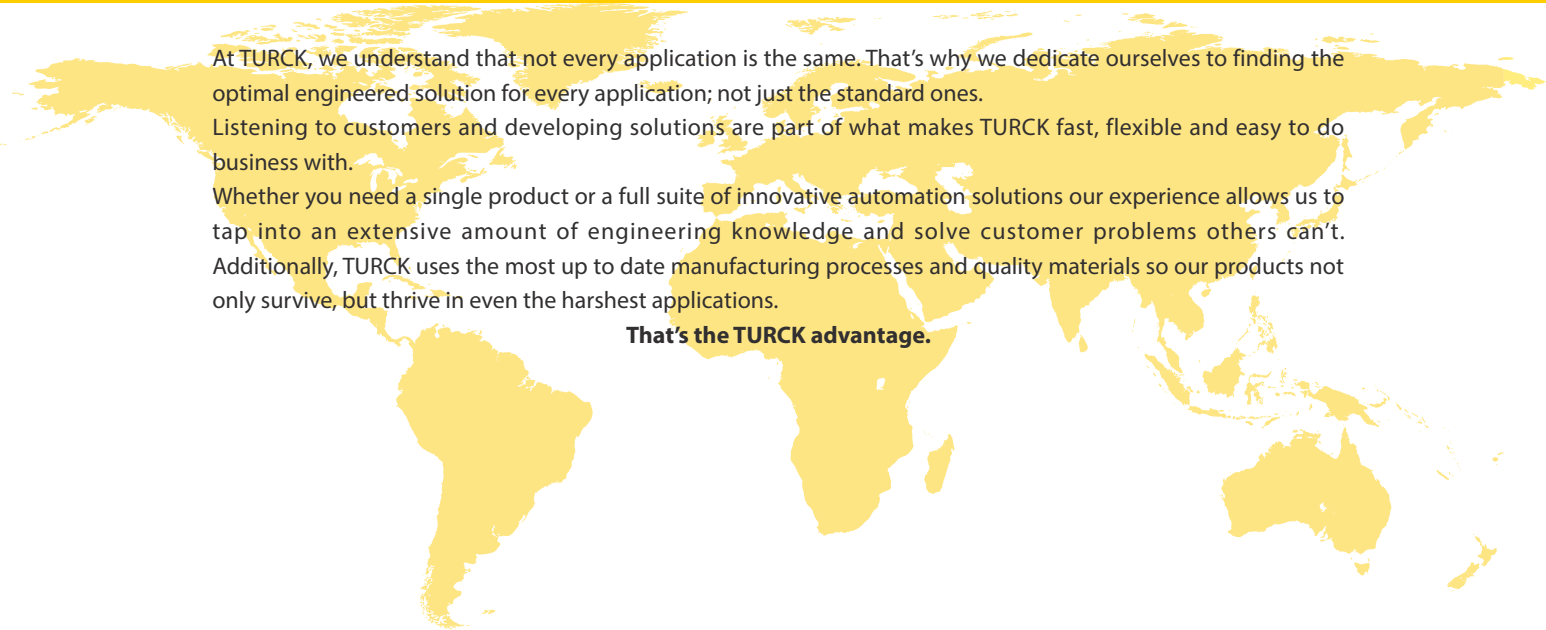 At TURCK, we understand that not every application is the same. That’s why we dedicate ourselves to finding the
optimal engineered solution for every application; not just the standard ones.
Listening to customers and developing solutions are part of what makes TURCK fast, flexible and easy to do
business with.
Whether you need a single product or a full suite of innovative automation solutions our experience allows us to
tap into an extensive amount of engineering knowledge and solve customer problems others can’t.
Additionally, TURCK uses the most up to date manufacturing processes and quality materials so our products not
only survive, but thrive in even the harshest applications.
That’s the TURCK advantage.